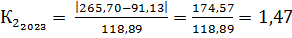 К₂₂₀₂₃ = |265,70−91,13| / 118,89 = 174,57 / 118,89 = 1,47